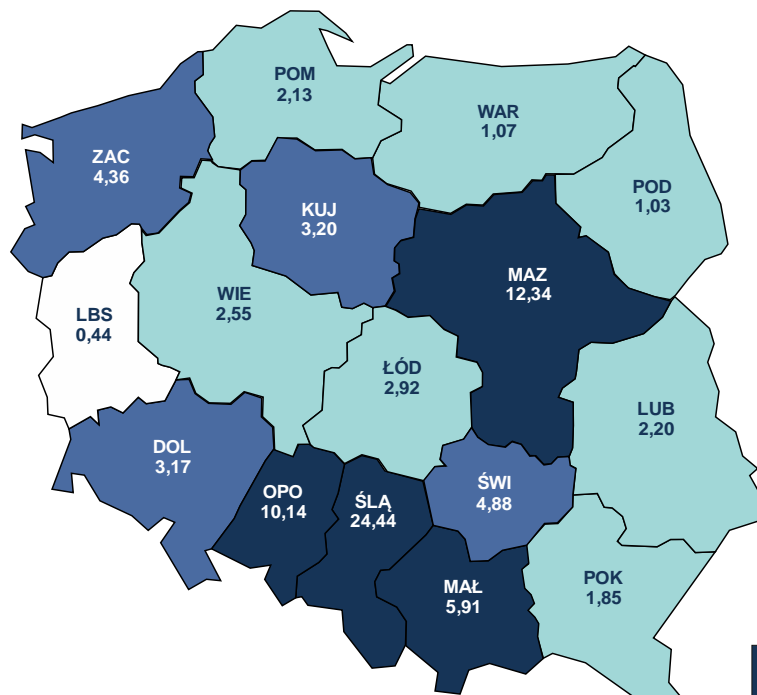 POM
2,13
WAR
1,07
ZAC
4,36
POD
1,03
KUJ
3,20
MAZ
12,34
WIE
2,55
LBS
0,44
ŁÓD
2,92
LUB
2,20
DOL
3,17
OPO
10,14
ŚLĄ
24,44
ŚWI
4,88
MAŁ
5,91
POK
1,85